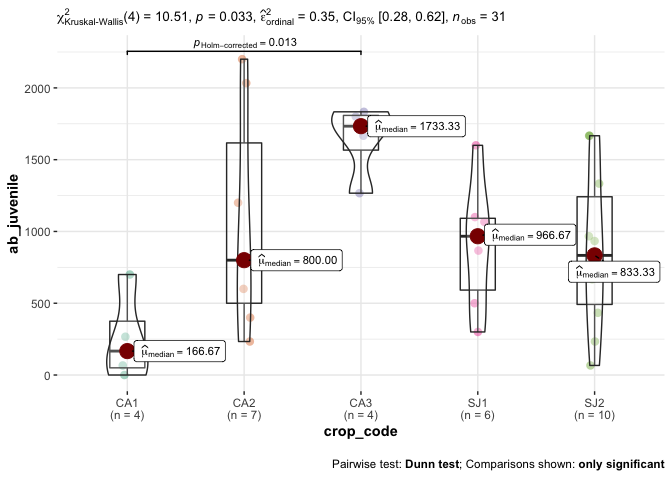 χ²Kruskal−Wallis(4) = 10.51, p = 0.033, ε̂²ordinal = 0.35, CI95% [0.28, 0.62], nobs = 31
pHolm−corrected = 0.013
2000
1500
1000
500
0
ab_juvenile
μ̂median = 166.67
μ̂median = 800.00
μ̂median = 1733.33
μ̂median = 966.67
μ̂median = 833.33
CA1 CA2 CA3 SJ1 SJ2
(n = 4) (n = 7) (n = 4) (n = 6) (n = 10)
crop_code
Pairwise test: Dunn test; Comparisons shown: only significant